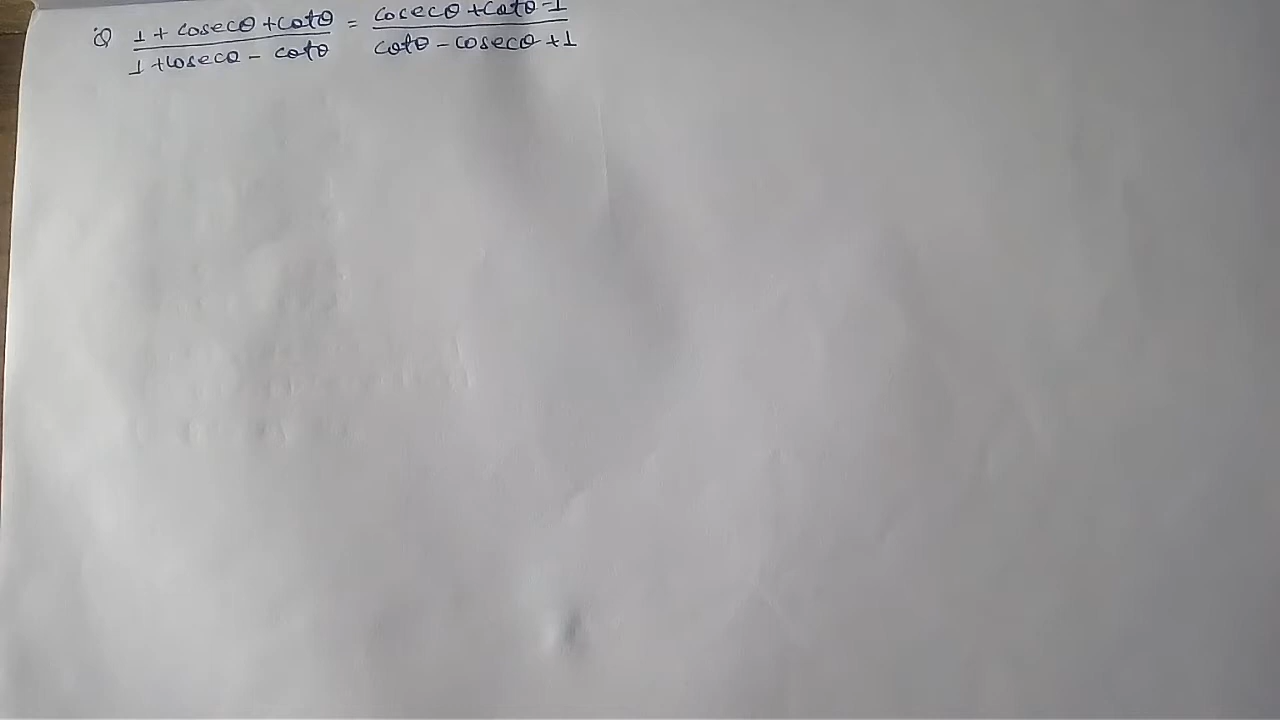 i) 1 + cosecθ + cotθ / 1 + cosecθ - cotθ = cosecθ + cotθ - 1 / cotθ - cosecθ + 1